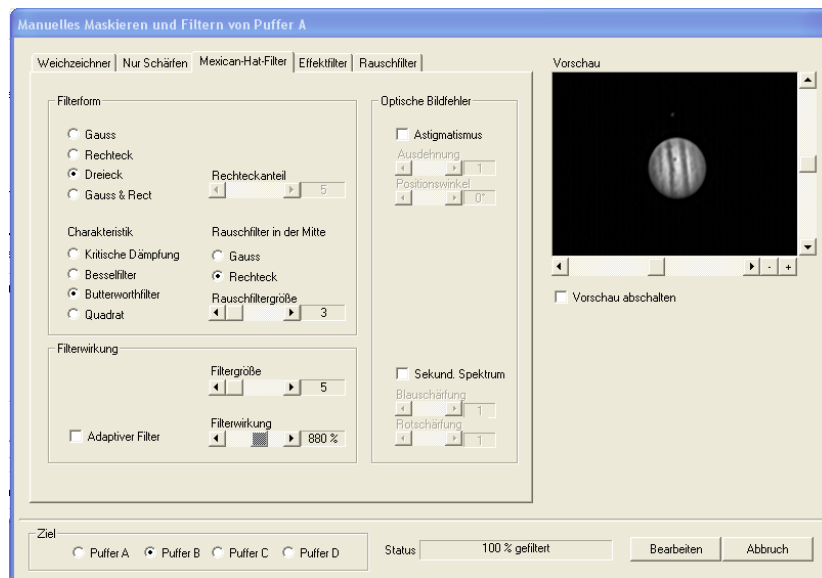 Manuelles Maskieren und Filtern von Puffer A
Weichzeichner Nur Schärfen Mexican-Hat-Filter Effektfilter Rauschfilter
Filterform
Gauss
Rechteck
Dreieck
Gauss & Rect
Rechteckanteil
5
Charakteristik
Kritische Dämpfung
Besselfilter
Butterworthfilter
Quadrat
Rauschfilter in der Mitte
Gauss
Rechteck
Rauschfiltergröße
3
Filterwirkung
Filtergröße
5
Adaptiver Filter
Filterwirkung
880 %
Optische Bildfehler
Astigmatismus
Ausdehnung
1
Positionswinkel
0°
Sekund. Spektrum
Blauschärfung
1
Rotschärfung
1
Vorschau
- +
Vorschau abschalten
Ziel
Puffer A Puffer B Puffer C Puffer D
Status 100 % gefiltert
Bearbeiten Abbruch